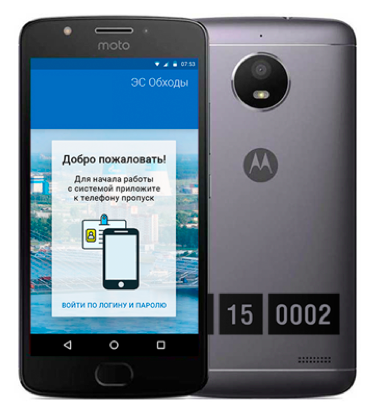 moto
07:53
ЭС Обходы
Добро пожаловать!
Для начала работы
с системой приложите
к телефону пропуск
ВОЙТИ ПО ЛОГИНУ И ПАРОЛЮ
15 0002